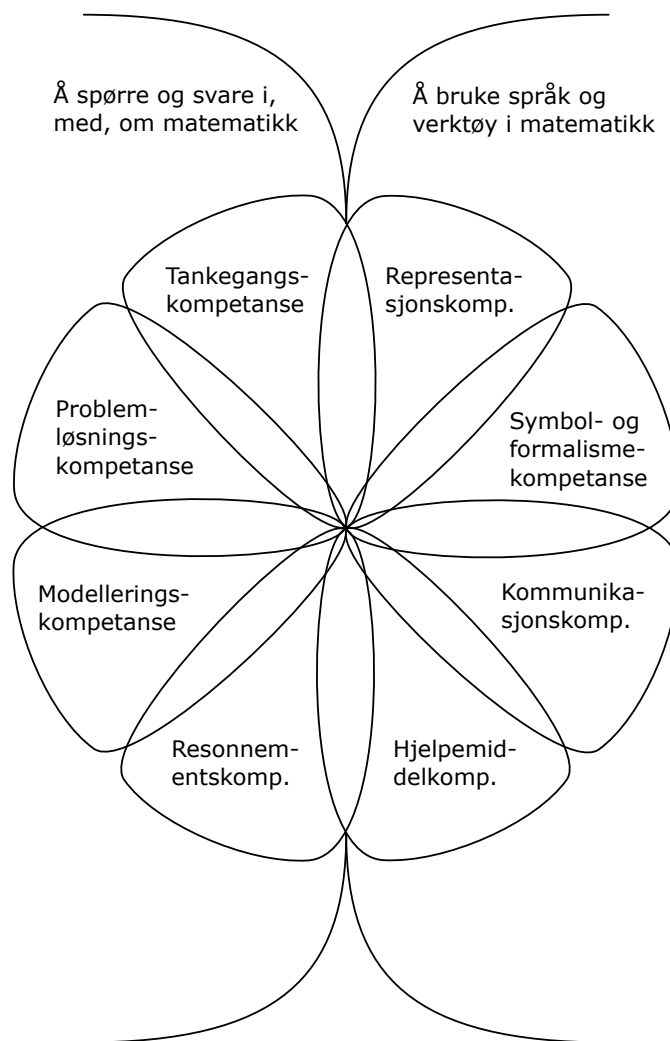 Å spørre og svare i,
med, om matematikk
Å bruke språk og
verktøy i matematikk
Tankegangs-
kompetanse
Representa-
sjonskomp.
Problem-
løsnings-
kompetanse
Symbol- og
formalisme-
kompetanse
Modellerings-
kompetanse
Kommunika-
sjonskomp.
Resonnem-
entskomp.
Hjelpemid-
delkomp.